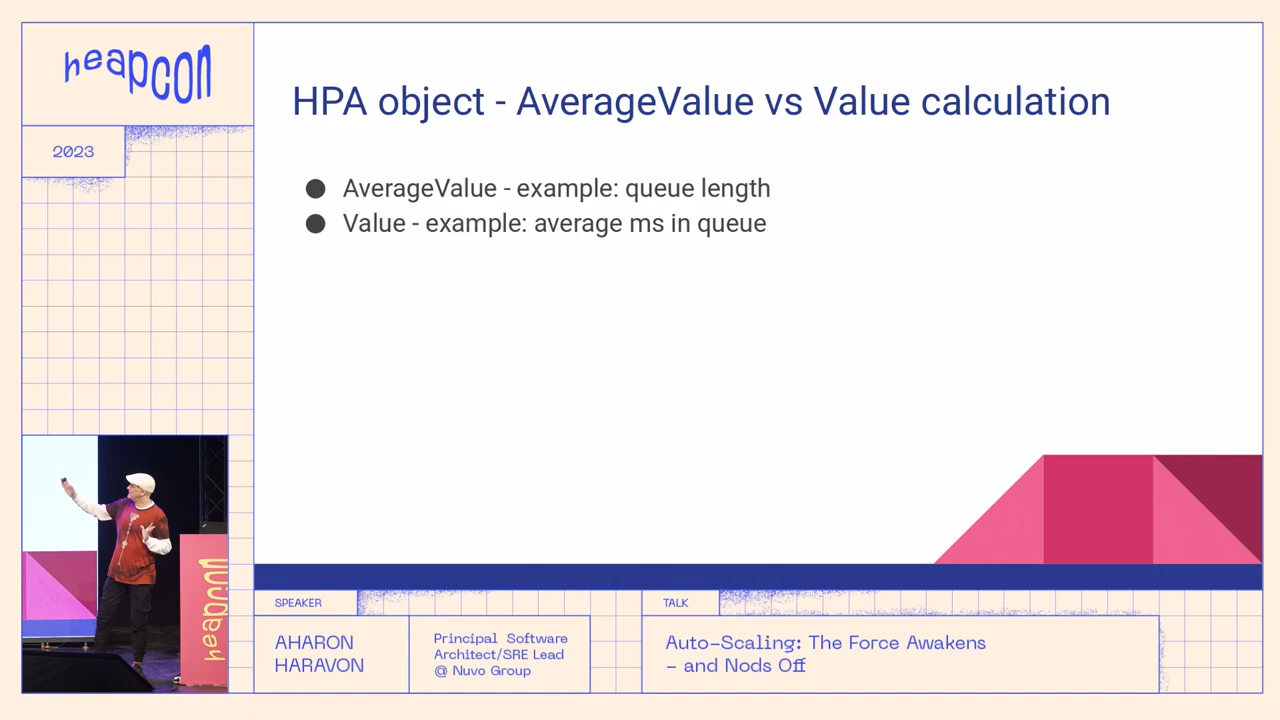 heapcon
2023
HPA object - AverageValue vs Value calculation
● AverageValue - example: queue length
● Value - example: average ms in queue
heapcon
SPEAKER
AHARON
HARAVON
Principal Software
Architect/SRE Lead
@ Nuvo Group
TALK
Auto-Scaling: The Force Awakens
- and Nods Off